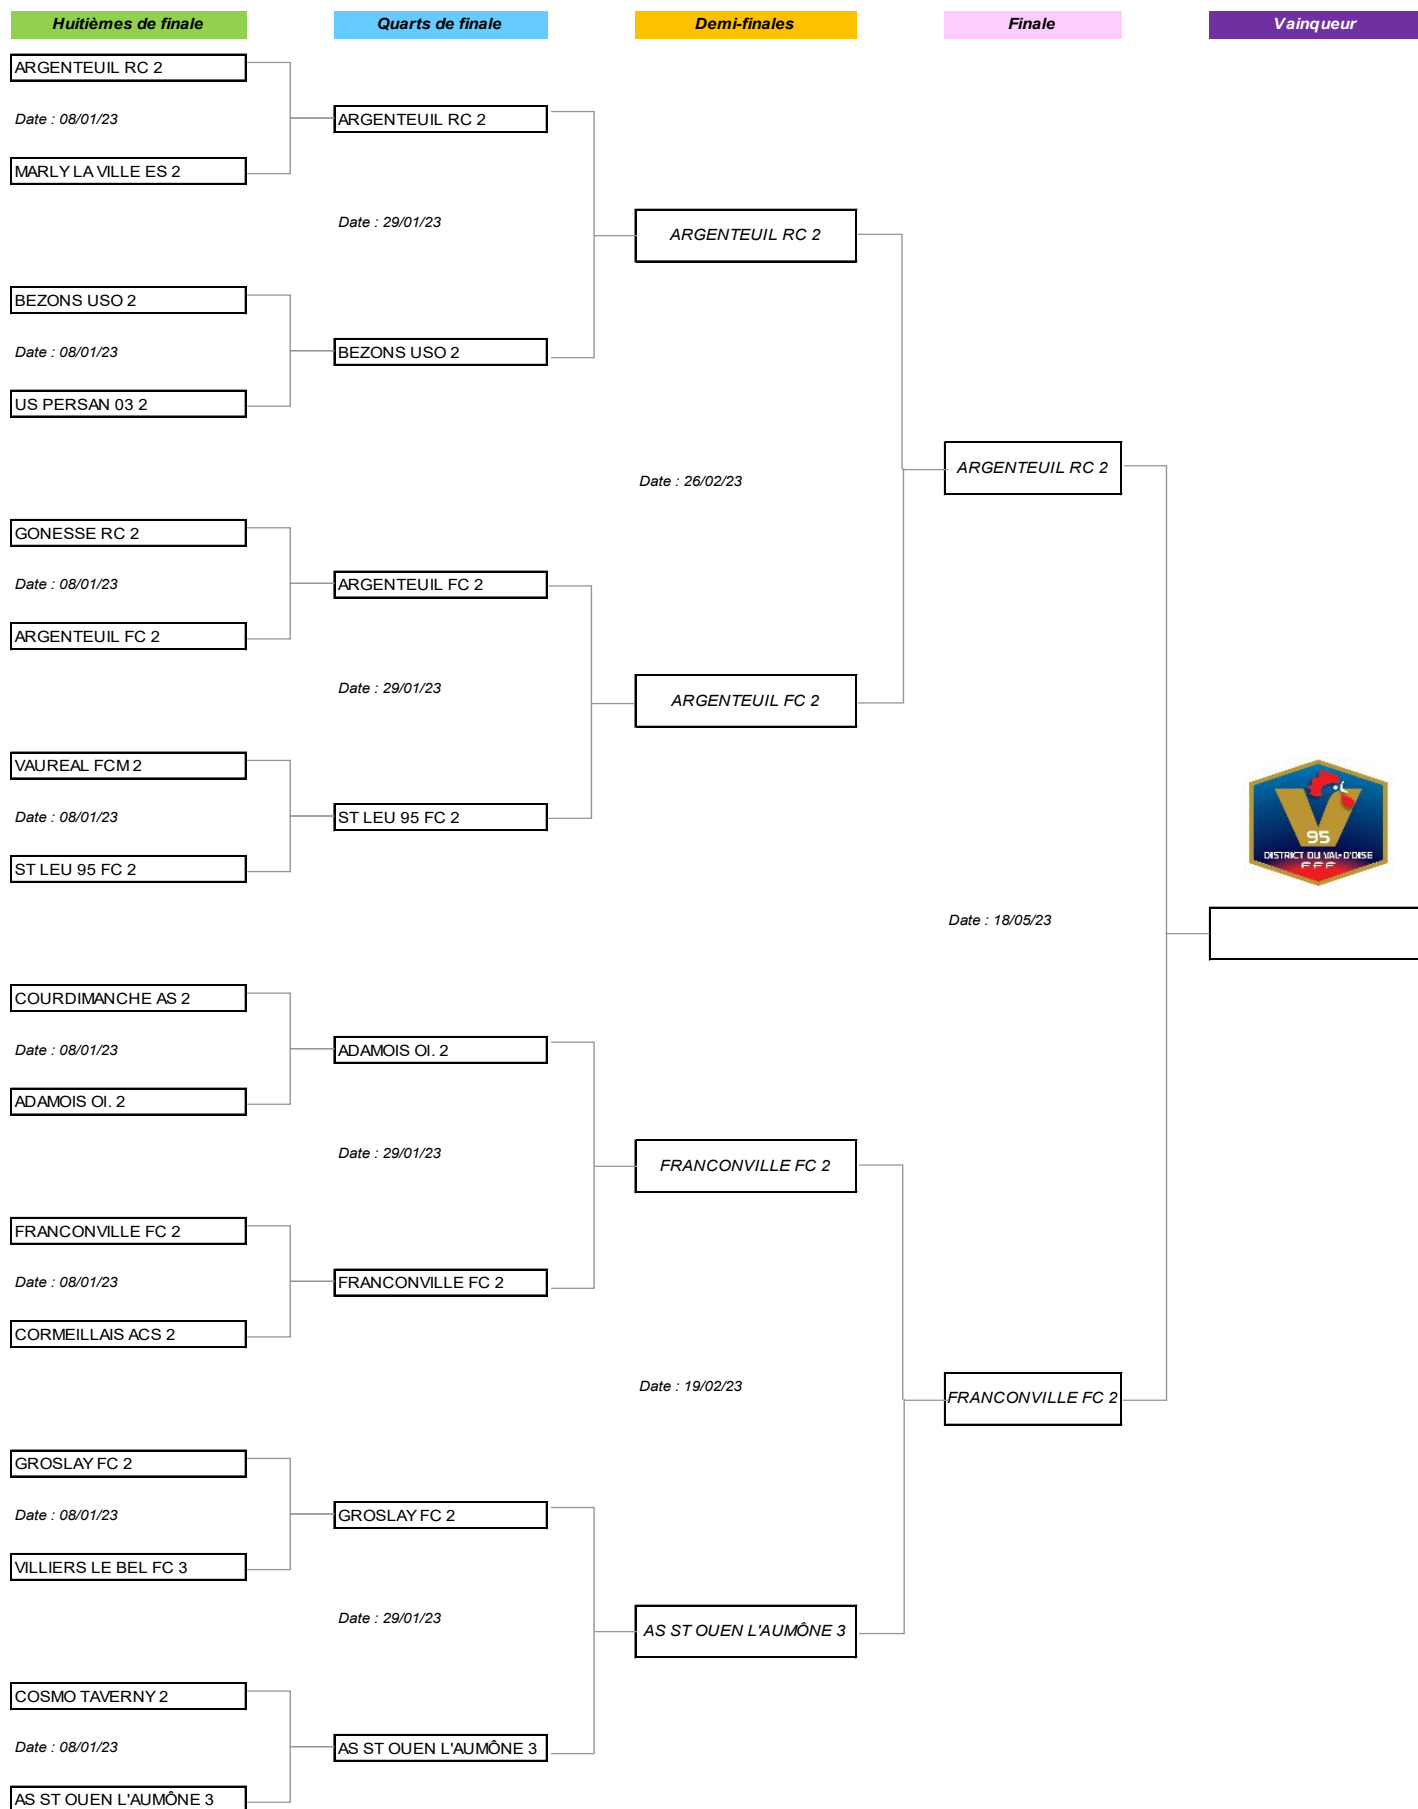 Huitièmes de finale
Quarts de finale
Demi-finales
Finale
Vainqueur
ARGENTEUIL RC 2
Date : 08/01/23
ARGENTEUIL RC 2
MARLY LA VILLE ES 2
Date : 29/01/23
ARGENTEUIL RC 2
BEZONS USO 2
Date : 08/01/23
BEZONS USO 2
US PERSAN 03 2
Date : 26/02/23
ARGENTEUIL RC 2
GONESSE RC 2
Date : 08/01/23
ARGENTEUIL FC 2
ARGENTEUIL FC 2
Date : 29/01/23
ARGENTEUIL FC 2
VAUREAL FCM 2
Date : 08/01/23
ST LEU 95 FC 2
95
DISTRICT DU VAL-D'OISE
FFF
ST LEU 95 FC 2
Date : 18/05/23
COURDIMANCHE AS 2
Date : 08/01/23
ADAMOIS OI. 2
ADAMOIS OI. 2
Date : 29/01/23
FRANCONVILLE FC 2
FRANCONVILLE FC 2
Date : 08/01/23
FRANCONVILLE FC 2
CORMEILLAIS ACS 2
Date : 19/02/23
FRANCONVILLE FC 2
GROSLAY FC 2
Date : 08/01/23
GROSLAY FC 2
VILLIERS LE BEL FC 3
Date : 29/01/23
AS ST OUEN L'AUMÔNE 3
COSMO TAVERNY 2
Date : 08/01/23
AS ST OUEN L'AUMÔNE 3
AS ST OUEN L'AUMÔNE 3